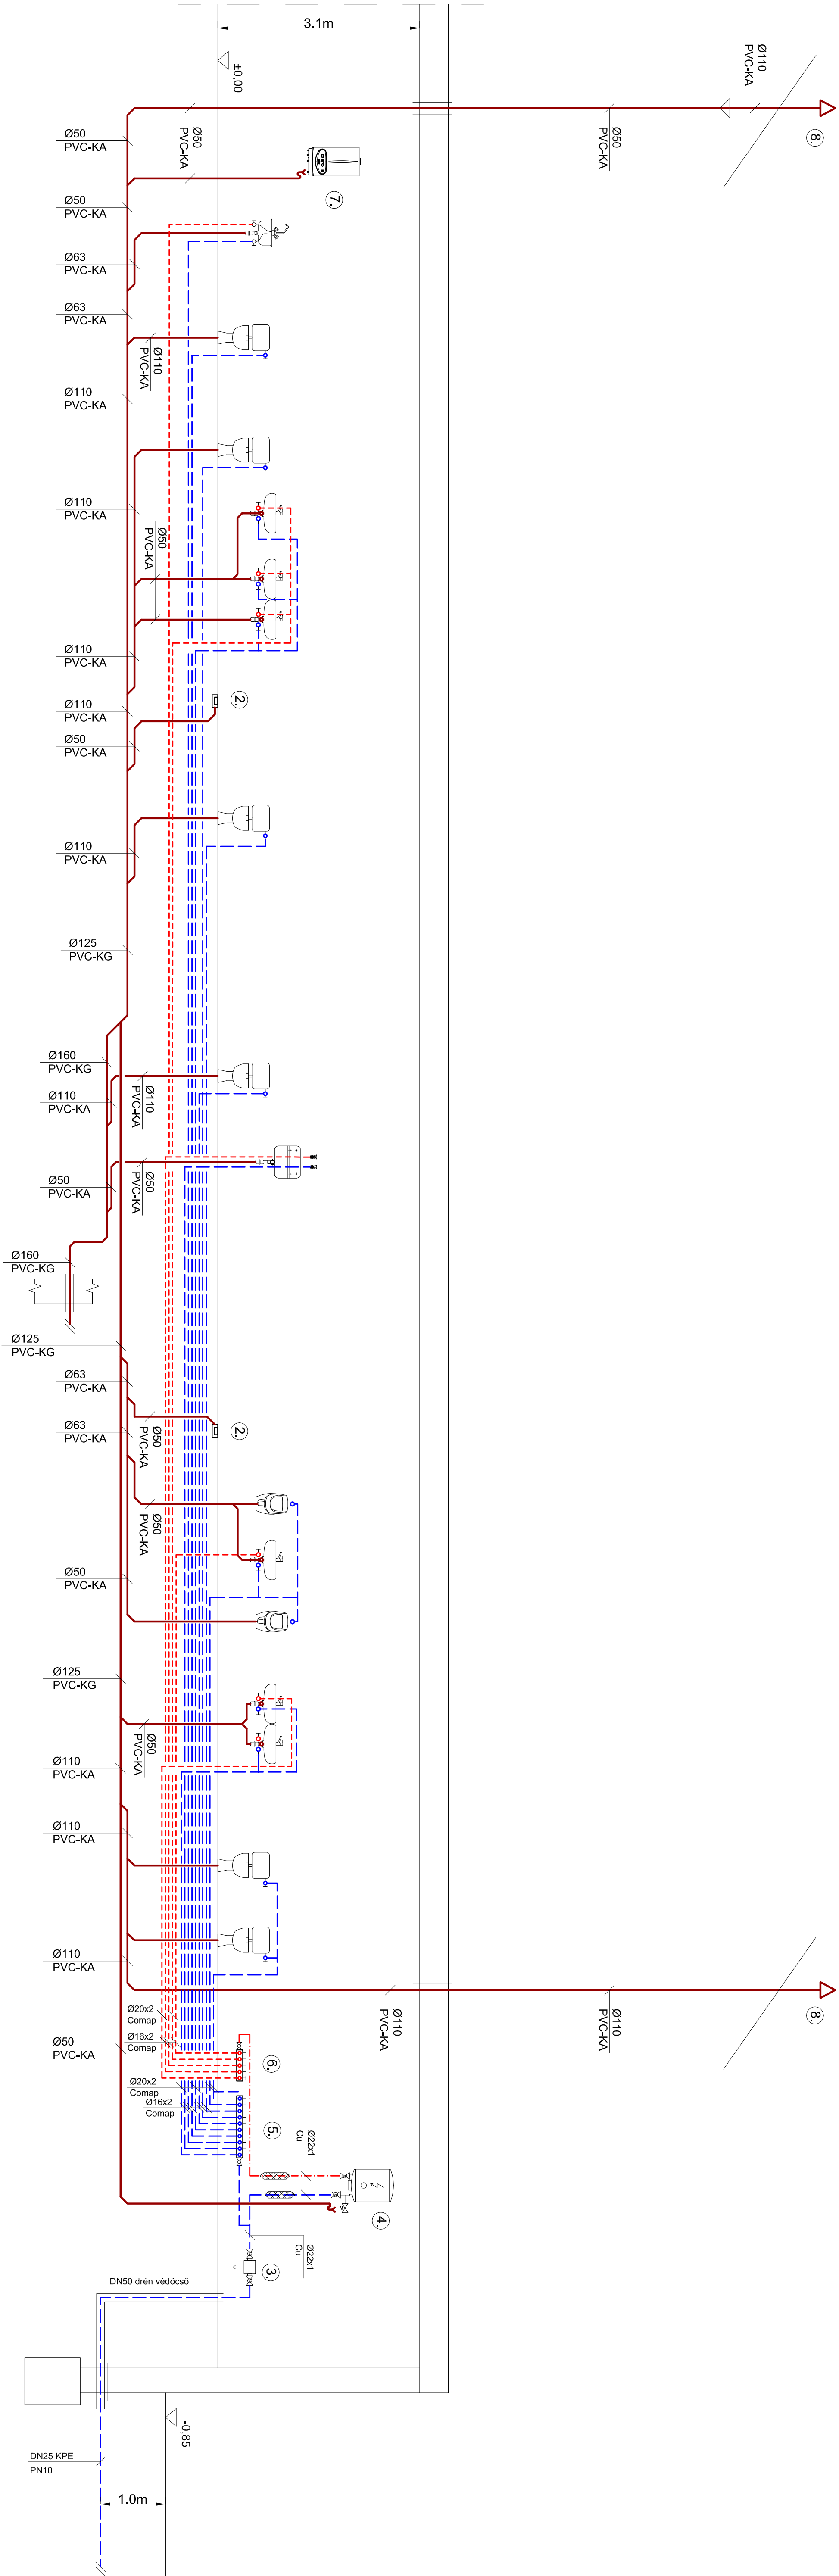 3.1m
±0,00
Ø110
PVC-KA
8.
Ø50
PVC-KA
Ø50
PVC-KA
Ø50
PVC-KA
7.
Ø50
PVC-KA
Ø63
PVC-KA
Ø63
PVC-KA
Ø110
PVC-KA
Ø110
PVC-KA
Ø110
PVC-KA
Ø50
PVC-KA
Ø110
PVC-KA
2.
Ø110
PVC-KA
Ø50
PVC-KA
Ø110
PVC-KA
Ø125
PVC-KG
Ø160
PVC-KG
Ø110
PVC-KA
Ø110
PVC-KA
Ø50
PVC-KA
Ø50
PVC-KA
Ø160
PVC-KG
Ø125
PVC-KG
Ø63
PVC-KA
Ø63
PVC-KA
Ø50
PVC-KA
2.
Ø50
PVC-KA
Ø50
PVC-KA
Ø125
PVC-KG
Ø50
PVC-KA
Ø110
PVC-KA
Ø110
PVC-KA
Ø110
PVC-KA
Ø110
PVC-KA
Ø110
PVC-KA
8.
Ø20x2
Comap
Ø16x2
Comap
Ø50
PVC-KA
6.
Ø20x2
Comap
Ø16x2
Comap
5.
Ø22x1
Cu
4.
Ø22x1
Cu
3.
DN50 drén védőcső
-0,85
DN25 KPE
PN10
1.0m